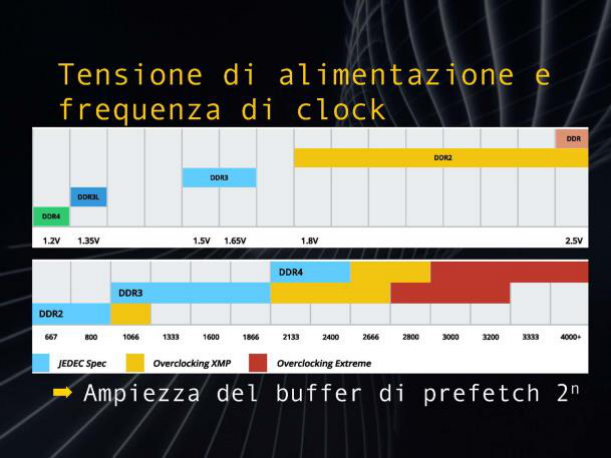 Tensione di alimentazione e
frequenza di clock
DDR
DDR2
DDR3
DDR3L
DDR4
1.2V 1.35V 1.5V 1.65V 1.8V 2.5V
DDR4
DDR3
DDR2
667 800 1066 1333 1600 1866 2133 2400 2666 2800 3000 3200 3333 4000+
JEDEC Spec Overclocking XMP Overclocking Extreme
➡ Ampiezza del buffer di prefetch 2ⁿ